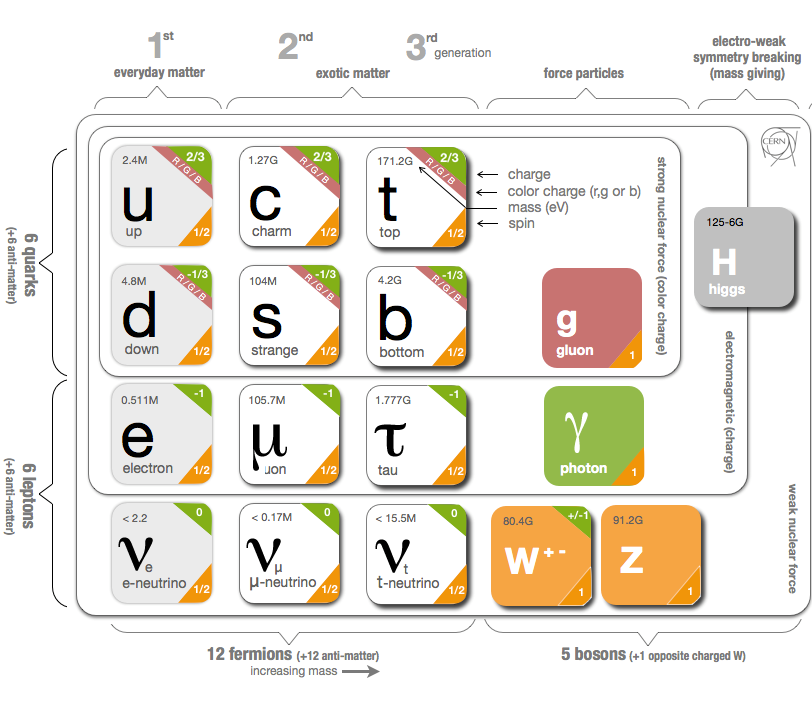 1st
2nd
3rd generation
everyday matter
exotic matter
force particles
electro-weak
symmetry breaking
(mass giving)
CERN
6 quarks
(+6 anti-matter)
6 leptons
(+6 anti-matter)
2.4M
2/3
R/G/B
u
up
1/2
1.27G
2/3
R/G/B
c
charm
1/2
171.2G
2/3
R/G/B
t
top
1/2
charge
color charge (r,g or b)
mass (eV)
spin
strong nuclear force (color charge)
125-6G
H
higgs
4.8M
-1/3
R/G/B
d
down
1/2
104M
-1/3
R/G/B
s
strange
1/2
4.2G
-1/3
R/G/B
b
bottom
1/2
g
gluon
1
electromagnetic (charge)
0.511M
-1
e
electron
1/2
105.7M
-1
μ
uon
1/2
1.777G
-1
τ
tau
1/2
γ
photon
1
weak nuclear force
< 2.2
0
νe
e-neutrino
1/2
< 0.17M
0
νμ
μ-neutrino
1/2
< 15.5M
0
νt
t-neutrino
1/2
80.4G
+/-1
W+-
1
91.2G
Z
1
12 fermions (+12 anti-matter)
increasing mass
5 bosons (+1 opposite charged W)